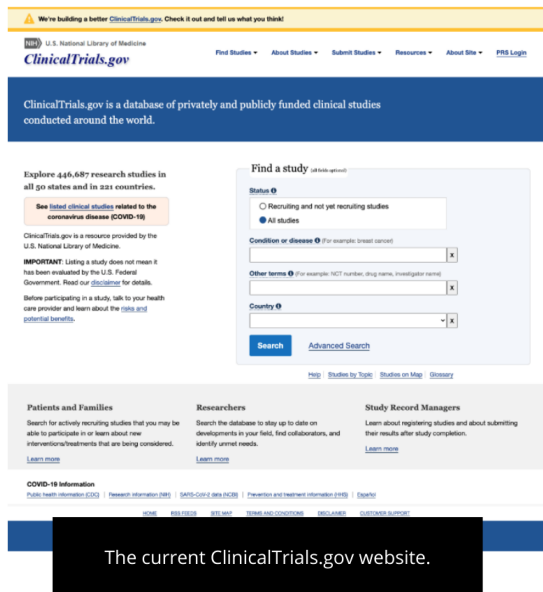 We're building a better ClinicalTrials.gov. Check it out and tell us what you think!
NIH U.S. National Library of Medicine
ClinicalTrials.gov
Find Studies
About Studies
Submit Studies
Resources
About Site
PRS Login
ClinicalTrials.gov is a database of privately and publicly funded clinical studies
conducted around the world.
Explore 446,687 research studies in
all 50 states and in 221 countries.
See listed clinical studies related to the
coronavirus disease (COVID-19)
ClinicalTrials.gov is a resource provided by the
U.S. National Library of Medicine.
IMPORTANT: Listing a study does not mean it
has been evaluated by the U.S. Federal
Government. Read our disclaimer for details.
Before participating in a study, talk to your health
care provider and learn about the risks and
potential benefits.
Find a study (all fields optional)
Status
Recruiting and not yet recruiting studies
All studies
Condition or disease (For example: breast cancer)
x
Other terms (For example: NCT number, drug name, investigator name)
x
Country
x
Search Advanced Search
Help Studies by Topic Studies on Map Glossary
Patients and Families
Search for actively recruiting studies that you may be
able to participate in or learn about new
interventions/treatments that are being considered.
Learn more
Researchers
Search the database to stay up to date on
developments in your field, find collaborators, and
identify unmet needs.
Learn more
Study Record Managers
Learn about registering studies and about submitting
their results after study completion.
Learn more
COVID-19 Information
Public health information (CDC) | Research information (NIH) | SARS-CoV-2 data (NCBI) | Prevention and treatment information (HHS) | Español
HOME RSS FEEDS SITE MAP TERMS AND CONDITIONS DISCLAIMER CUSTOMER SUPPORT
The current ClinicalTrials.gov website.